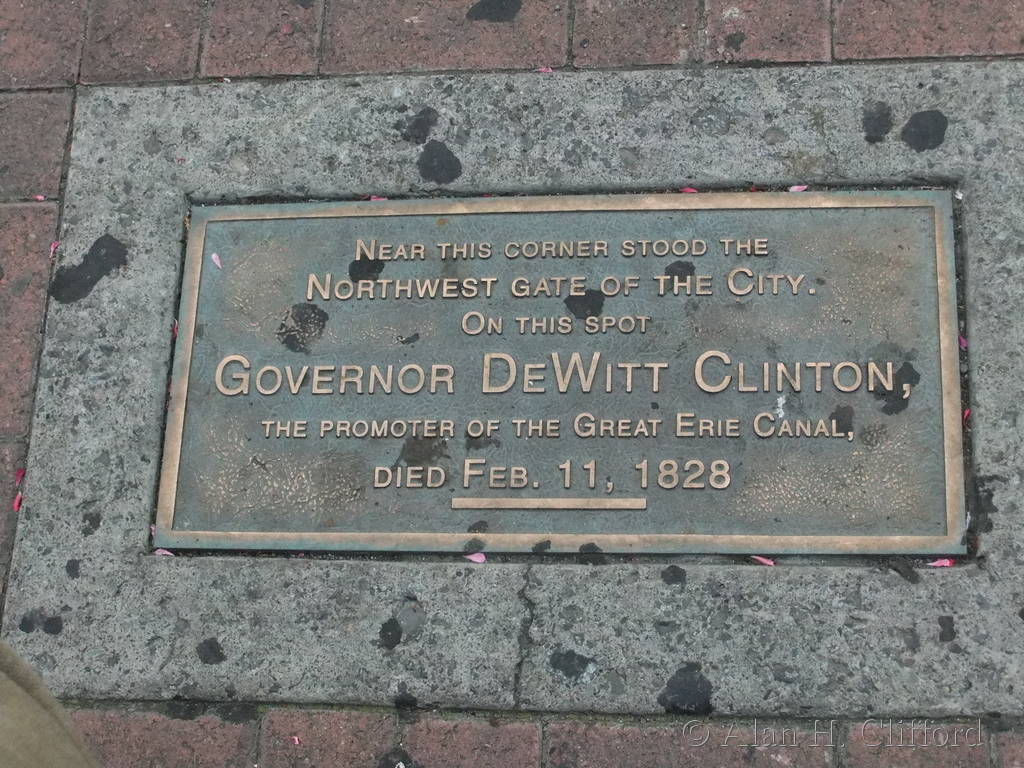 Near this corner stood the
Northwest gate of the City.
On this spot
Governor DeWitt Clinton,
the promoter of the Great Erie Canal,
died Feb. 11, 1828
© Alan H. Clifford